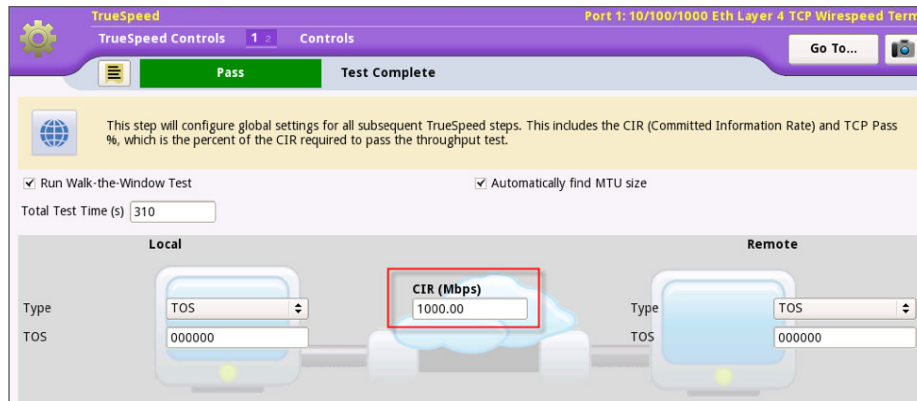 TrueSpeed
Port 1: 10/100/1000 Eth Layer 4 TCP Wirespeed Term
TrueSpeed Controls 1 2 Controls
Go To...
Pass
Test Complete
This step will configure global settings for all subsequent TrueSpeed steps. This includes the CIR (Committed Information Rate) and TCP Pass
%, which is the percent of the CIR required to pass the throughput test.
Run Walk-the-Window Test
Automatically find MTU size
Total Test Time (s) 310
Local
Remote
CIR (Mbps)
Type TOS
1000.00
Type TOS
TOS 000000
TOS 000000